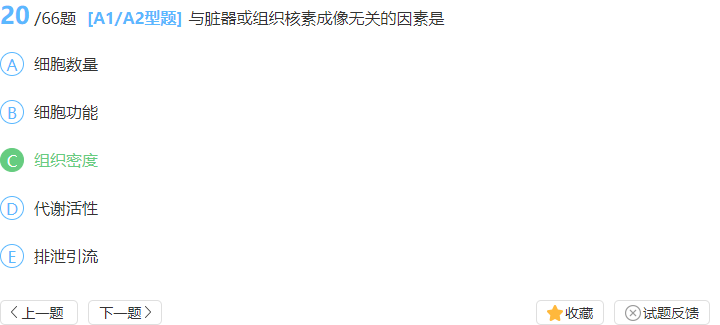 20 /66题 [A1/A2型题] 与脏器或组织核素成像无关的因素是
A 细胞数量
B 细胞功能
C 组织密度
D 代谢活性
E 排泄引流
上一题 下一题 收藏 试题反馈